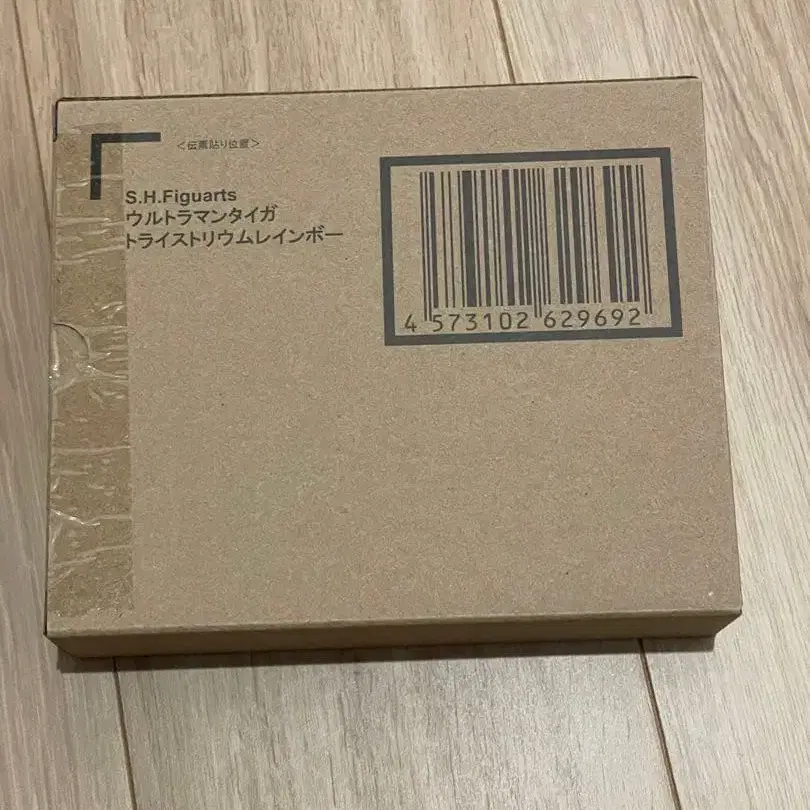 <伝票貼り位置>
S.H.Figuarts
ウルトラマンタイガ
トライストリウムレインボー
4 573102 629692